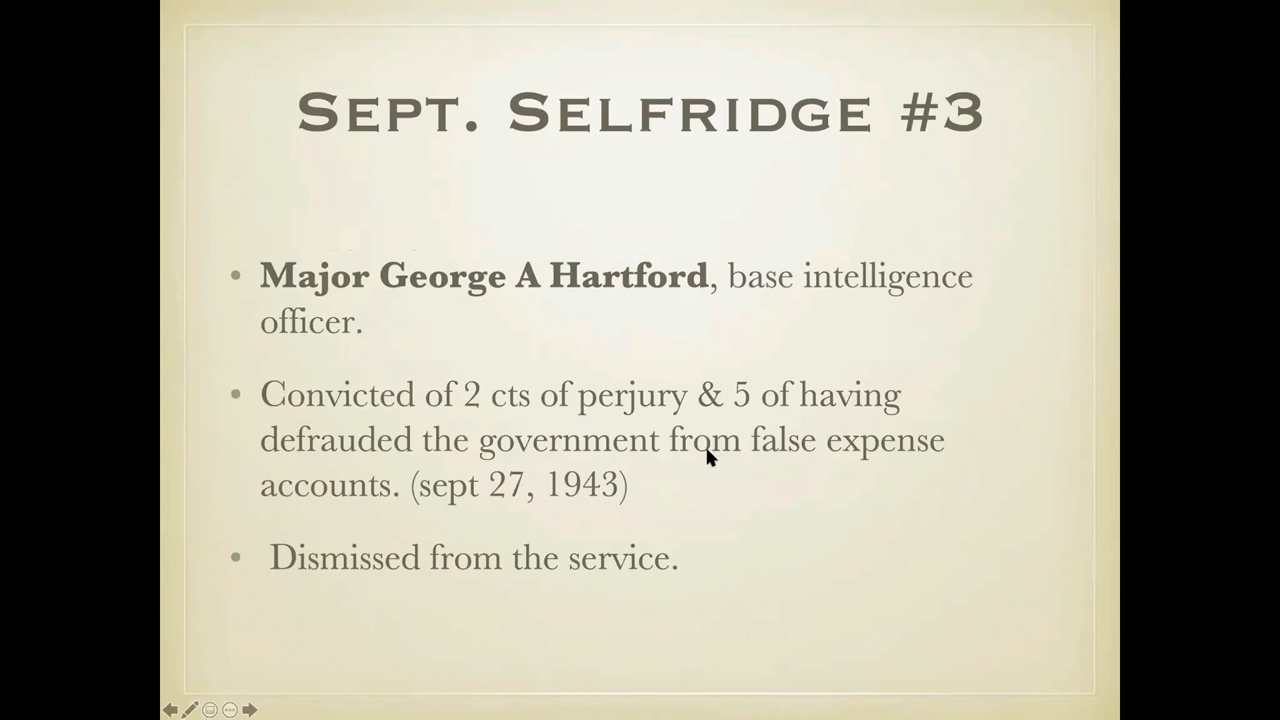 Sept. Selfridge #3
• Major George A Hartford, base intelligence
officer.
• Convicted of 2 cts of perjury & 5 of having
defrauded the government from false expense
accounts. (sept 27, 1943)
• Dismissed from the service.